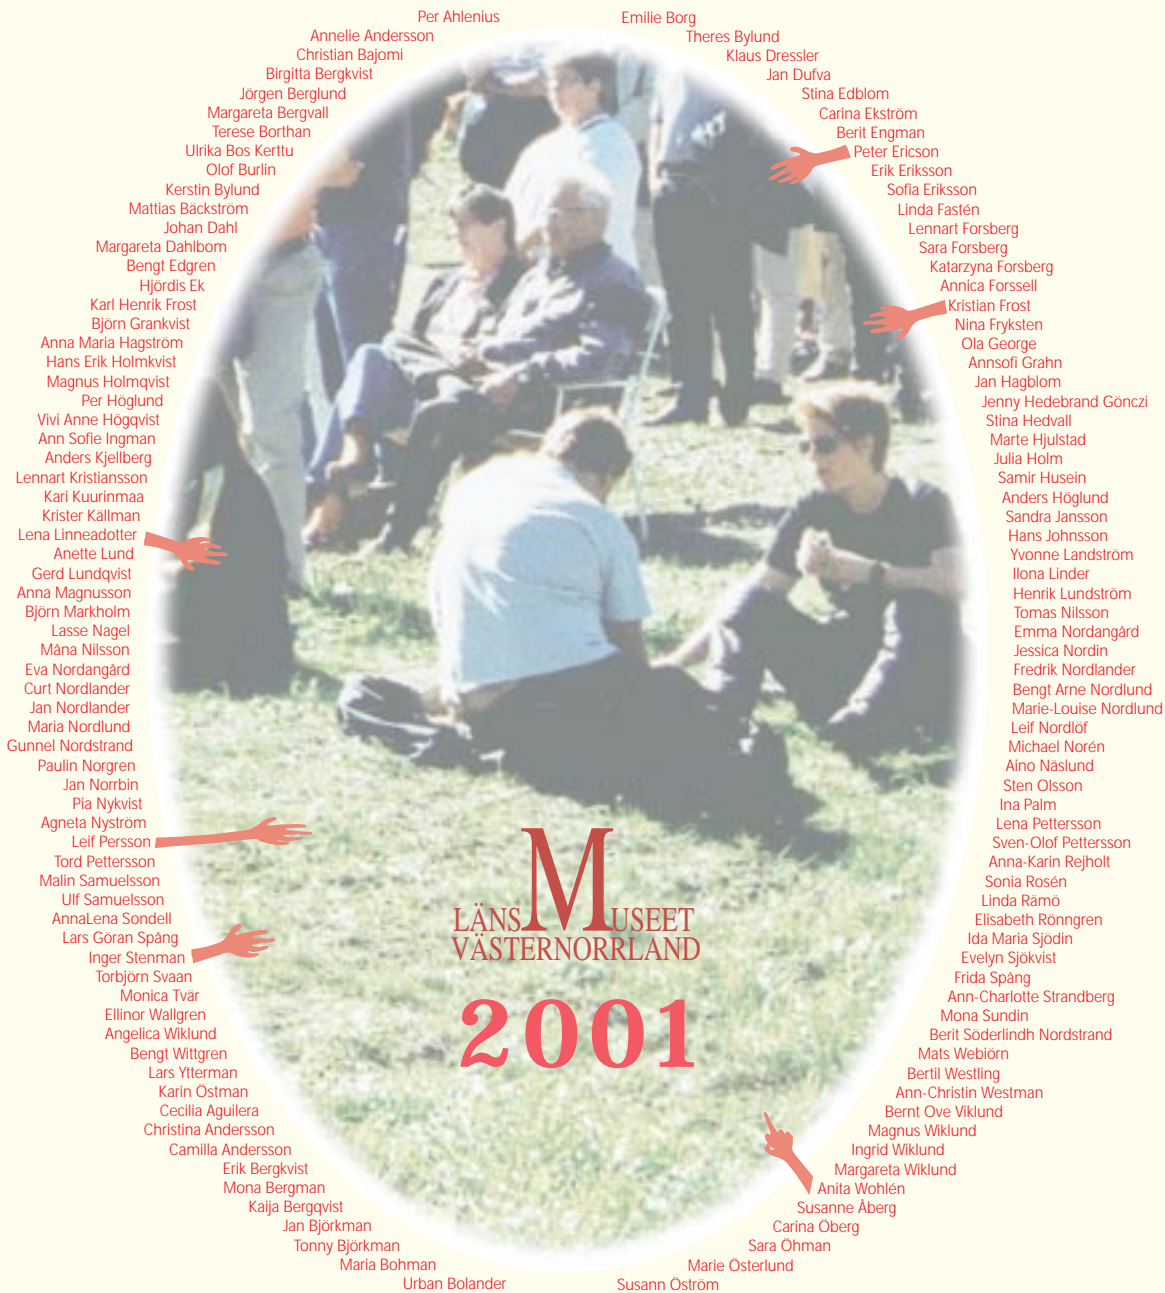 Per Ahlenius
Annelie Andersson
Christian Bajomi
Birgitta Bergkvist
Jörgen Berglund
Margareta Bergvall
Terese Borthan
Ulrika Bos Kerttu
Olof Burlin
Kerstin Bylund
Mattias Bäckström
Johan Dahl
Margareta Dahlbom
Bengt Edgren
Hjördis Ek
Karl Henrik Frost
Björn Grankvist
Anna Maria Hagström
Hans Erik Holmkvist
Magnus Holmqvist
Per Höglund
Vivi Anne Högqvist
Ann Sofie Ingman
Anders Kjellberg
Lennart Kristiansson
Kari Kuurinmaa
Krister Källman
Lena Linneadotter
Anette Lund
Gerd Lundqvist
Anna Magnusson
Björn Markholm
Lasse Nagel
Måna Nilsson
Eva Nordangård
Curt Nordlander
Jan Nordlander
Maria Nordlund
Gunnel Nordstrand
Paulin Norgren
Jan Norrbin
Pia Nykvist
Agneta Nyström
Leif Persson
Tord Pettersson
Malin Samuelsson
Ulf Samuelsson
AnnaLena Sondell
Lars Göran Spång
Inger Stenman
Torbjörn Svaan
Monica Tvär
Ellinor Wallgren
Angelica Wiklund
Bengt Wittgren
Lars Ytterman
Karin Östman
Cecilia Aguilera
Christina Andersson
Camilla Andersson
Erik Bergkvist
Mona Bergman
Kaija Bergqvist
Jan Björkman
Tonny Björkman
Maria Bohman
Urban Bolander
Emilie Borg
Theres Bylund
Klaus Dressler
Jan Dufva
Stina Edblom
Carina Ekström
Berit Engman
Peter Ericson
Erik Eriksson
Sofia Eriksson
Linda Fastén
Lennart Forsberg
Sara Forsberg
Katarzyna Forsberg
Annica Forssell
Kristian Frost
Nina Fryksten
Ola George
Annsofi Grahn
Jan Hagblom
Jenny Hedebrand Gönczi
Stina Hedvall
Marte Hjulstad
Julia Holm
Samir Husein
Anders Höglund
Sandra Jansson
Hans Johnsson
Yvonne Landström
Ilona Linder
Henrik Lundström
Tomas Nilsson
Emma Nordangård
Jessica Nordin
Fredrik Nordlander
Bengt Arne Nordlund
Marie-Louise Nordlund
Leif Nordlöf
Michael Norén
Aino Näslund
Sten Olsson
Ina Palm
Lena Pettersson
Sven-Olof Pettersson
Anna-Karin Rejholt
Sonia Rosén
Linda Rämö
Elisabeth Rönngren
Ida Maria Sjödin
Evelyn Sjökvist
Frida Spång
Ann-Charlotte Strandberg
Mona Sundin
Berit Söderlindh Nordstrand
Mats Webiörn
Bertil Westling
Ann-Christin Westman
Bernt Ove Viklund
Magnus Wiklund
Ingrid Wiklund
Margareta Wiklund
Anita Wohlén
Susanne Åberg
Carina Öberg
Sara Öhman
Marie Österlund
Susann Öström
LÄNSMUSEET
VÄSTERNORRLAND
2001